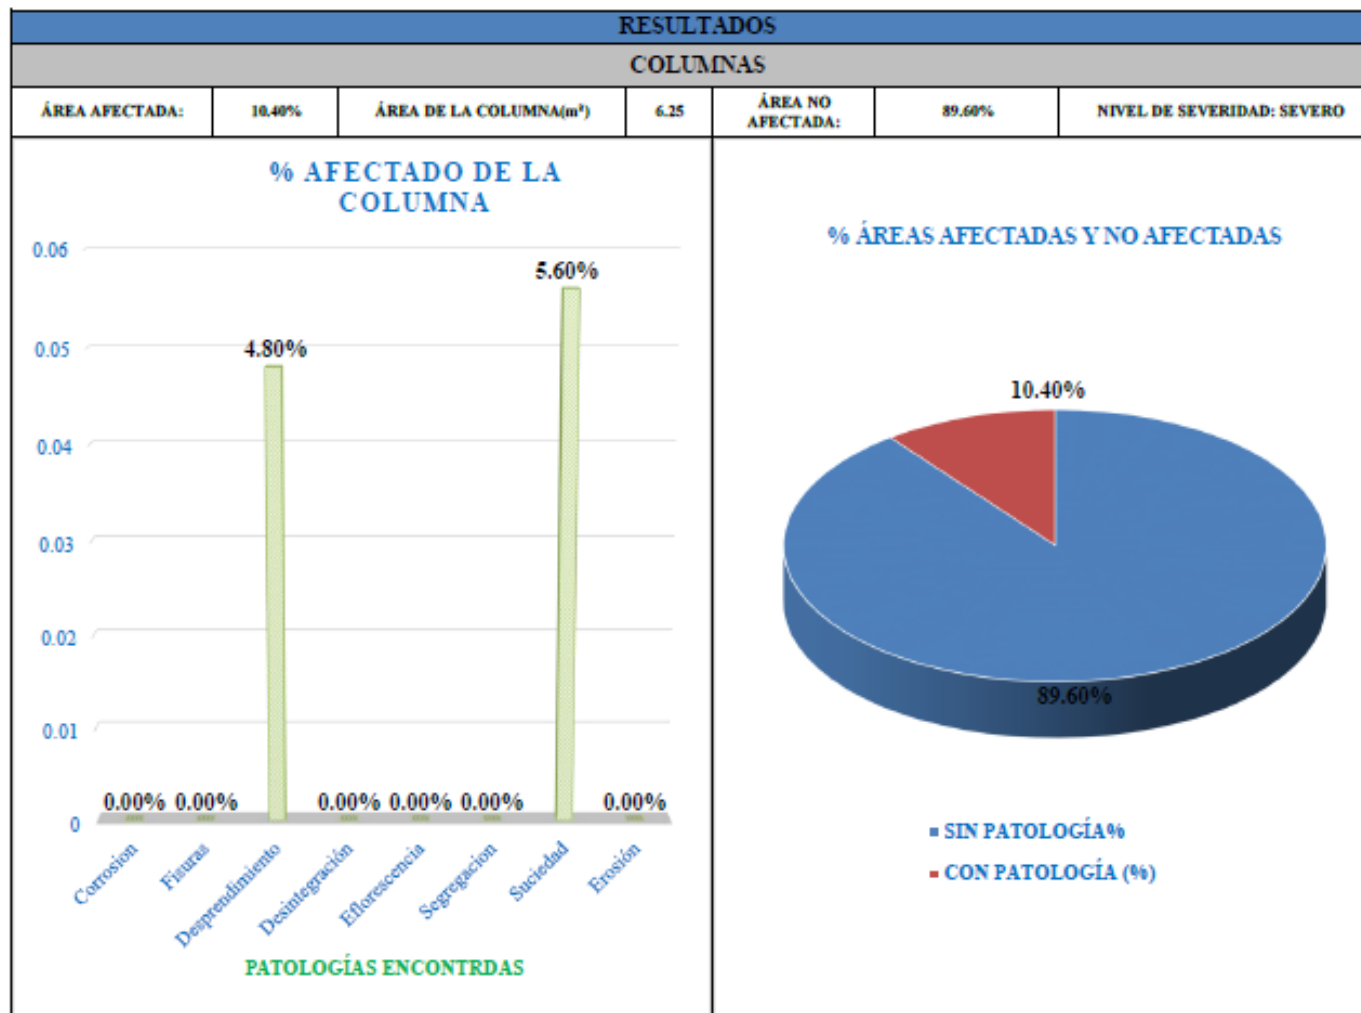 RESULTADOS
COLUMNAS
ÁREA AFECTADA:
10.40%
ÁREA DE LA COLUMNA(m²)
6.25
ÁREA NO
AFECTADA:
89.60%
NIVEL DE SEVERIDAD: SEVERO
% AFECTADO DE LA
COLUMNA
0.06
0.05
0.04
0.03
0.02
0.01
0
0.00%
0.00%
4.80%
0.00%
0.00%
0.00%
5.60%
0.00%
Corrosion
Fisuras
Desprendimiento
Desintegración
Eflorescencia
Segregacion
Suciedad
Erosión
PATOLOGÍAS ENCONTRDAS
% ÁREAS AFECTADAS Y NO AFECTADAS
10.40%
89.60%
SIN PATOLOGÍA%
CON PATOLOGÍA (%)